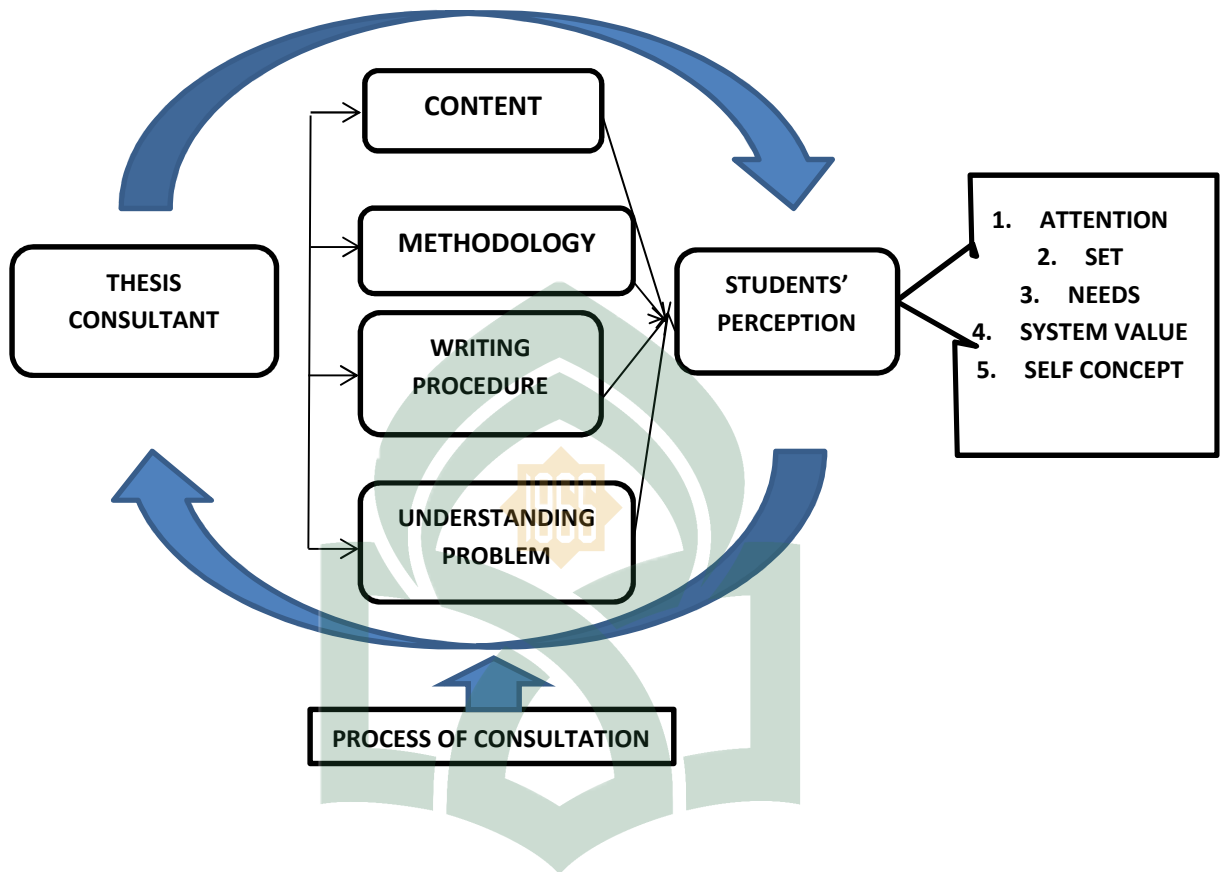 CONTENT
METHODOLOGY
THESIS
CONSULTANT
WRITING
PROCEDURE
UNDERSTANDING
PROBLEM
STUDENTS’
PERCEPTION
1. ATTENTION
2. SET
3. NEEDS
4. SYSTEM VALUE
5. SELF CONCEPT
1966
PROCESS OF CONSULTATION